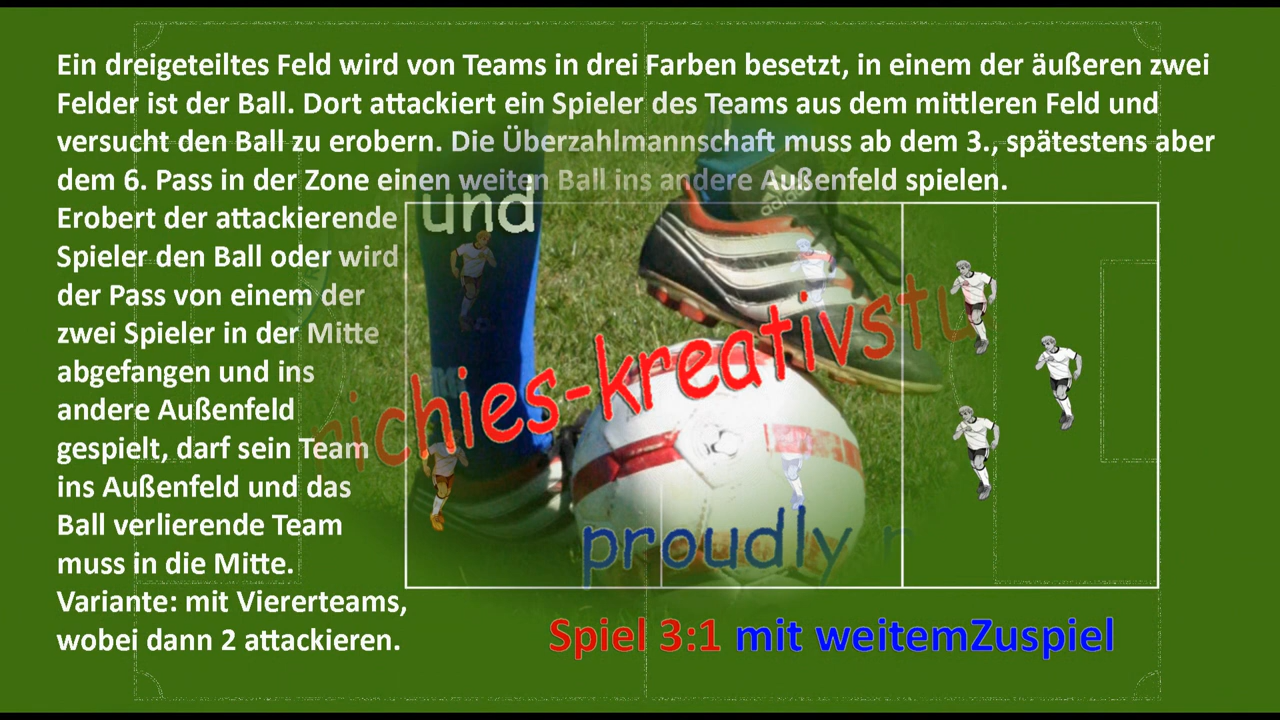 Ein dreigeteiltes Feld wird von Teams in drei Farben besetzt, in einem der äußeren zwei
Felder ist der Ball. Dort attackiert ein Spieler des Teams aus dem mittleren Feld und
versucht den Ball zu erobern. Die Überzahlmannschaft muss ab dem 3., spätestens aber
dem 6. Pass in der Zone einen weiten Ball ins andere Außenfeld spielen.
Erobert der attackierende
Spieler den Ball oder wird
der Pass von einem der
zwei Spieler in der Mitte
abgefangen und ins
andere Außenfeld
gespielt, darf sein Team
ins Außenfeld und das
Ball verlierende Team
muss in die Mitte.
Variante: mit Viererteams,
wobei dann 2 attackieren.
und
adidas
richies-kreativstu
proudly
Spiel 3:1 mit weitemZuspiel